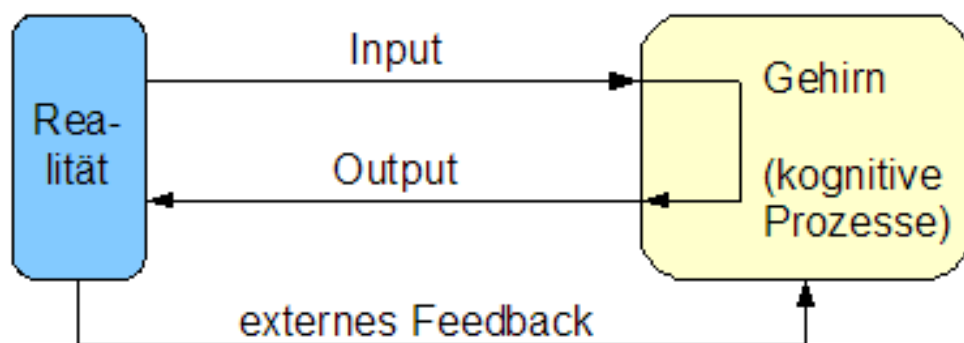 Input
Rea-
lität
Output
Gehirn
(kognitive
Prozesse)
externes Feedback